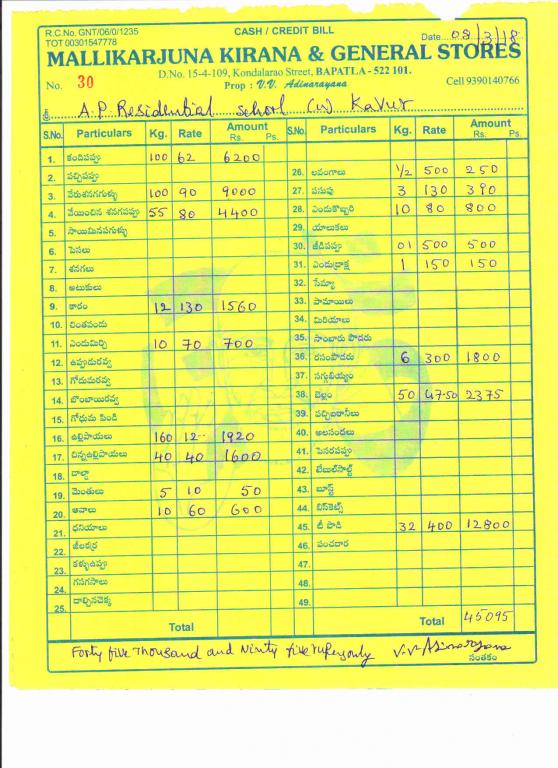 R.C.No. GNT/06/0/1235
CASH / CREDIT BILL
TOT 00301547778
Date 08/3/18
MALLIKARJUNA KIRANA & GENERAL STORES
D.No. 15-4-109, Kondalarao Street, BAPATLA - 522 101.
No. 30
Prop : V.V. Adinarayana
Cell 9390140766
A.P Residential school (W) Kavur
S.No. Particulars Kg. Rate Amount Rs. Ps.
1. కందిపప్పు 100 62 6200
2. పచ్చిపప్పు
3. వేరుశనగగుళ్ళు 100 90 9000
4. వేయించిన శనగపప్పు 55 80 4400
5. సాయిమినపగుళ్ళు
6. పెసలు
7. శనగలు
8. అటుకులు
9. కారం 12 130 1560
10. చింతపండు
11. ఎండుమిర్చి 10 70 700
12. ఉప్పుడురవ్వ
13. గోదుమరవ్వ
14. బొంబాయిరవ్వ
15. గోధుమ పిండి
16. ఉల్లిపాయలు 160 12-- 1920
17. చిన్నఉల్లిపాయలు 40 40 1600
18. డాల్డా
19. మెంతులు 5 10 50
20. ఆవాలు 10 60 600
21. ధనియాలు
22. జీలకర్ర
23. కళ్ళుఉప్పు
24. గసగసాలు
25. దాల్చినచెక్క
Total
S.No. Particulars Kg. Rate Amount Rs. Ps.
26. లవంగాలు 1/2 500 250
27. పసుపు 3 130 390
28. ఎండుకొబ్బరి 10 80 800
29. యాలుకలు
30. జీడిపప్పు 01 500 500
31. ఎండుద్రాక్ష 1 150 150
32. సేమ్యా
33. పామాయిలు
34. మిరియాలు
35. సాంబారు పౌడరు
36. రసంపౌడరు 6 300 1800
37. సగ్గుబియ్యం
38. బెల్లం 50 47.50 2375
39. పచ్చిబఠానీలు
40. అలసందలు
41. పెసరపప్పు
42. టేబుల్‌సాల్ట్
43. బూస్ట్
44. బిస్కెట్స్
45. టీ పొడి 32 400 12800
46. పంచదార
47.
48.
49.
Total 45095
Forty five Thousand and Ninity five rupees only V.V. Adinarayana
సంతకం